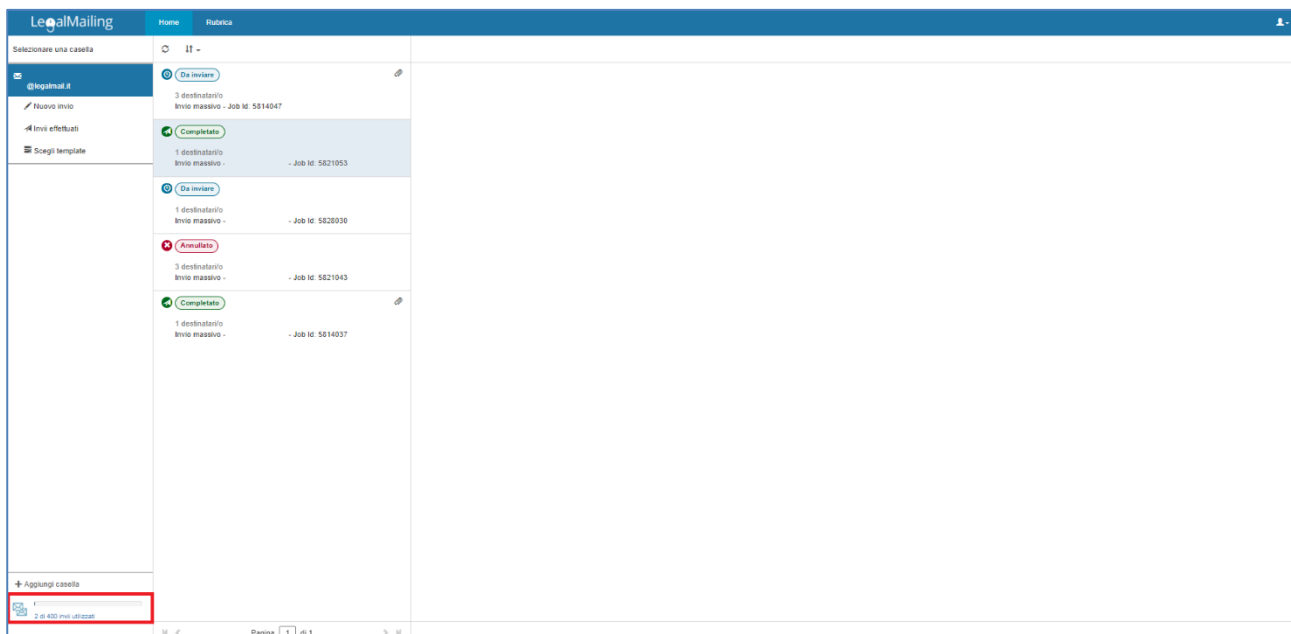 LegalMailing
Home
Rubrica
Selezionare una casella
@legalmail.it
Nuovo invio
Invii effettuati
Scegli template
Da inviare
3 destinatari/o
Invio massivo - Job Id: 5814047
Completato
1 destinatari/o
Invio massivo - - Job Id: 5821053
Da inviare
1 destinatari/o
Invio massivo - - Job Id: 5828030
Annullato
3 destinatari/o
Invio massivo - - Job Id: 5821043
Completato
1 destinatari/o
Invio massivo - - Job Id: 5814037
+ Aggiungi casella
2 di 400 invii utilizzati
Pagina 1 di 1